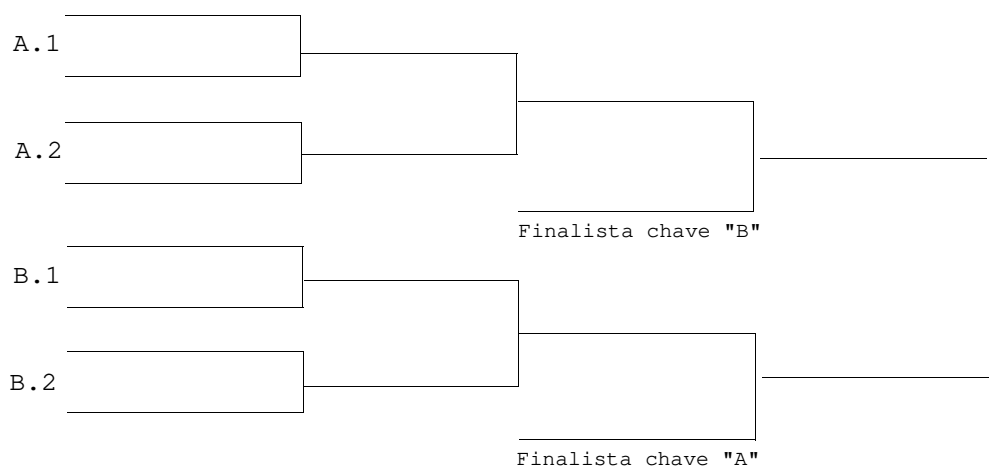 A.1
A.2
Finalista chave "B"
B.1
B.2
Finalista chave "A"